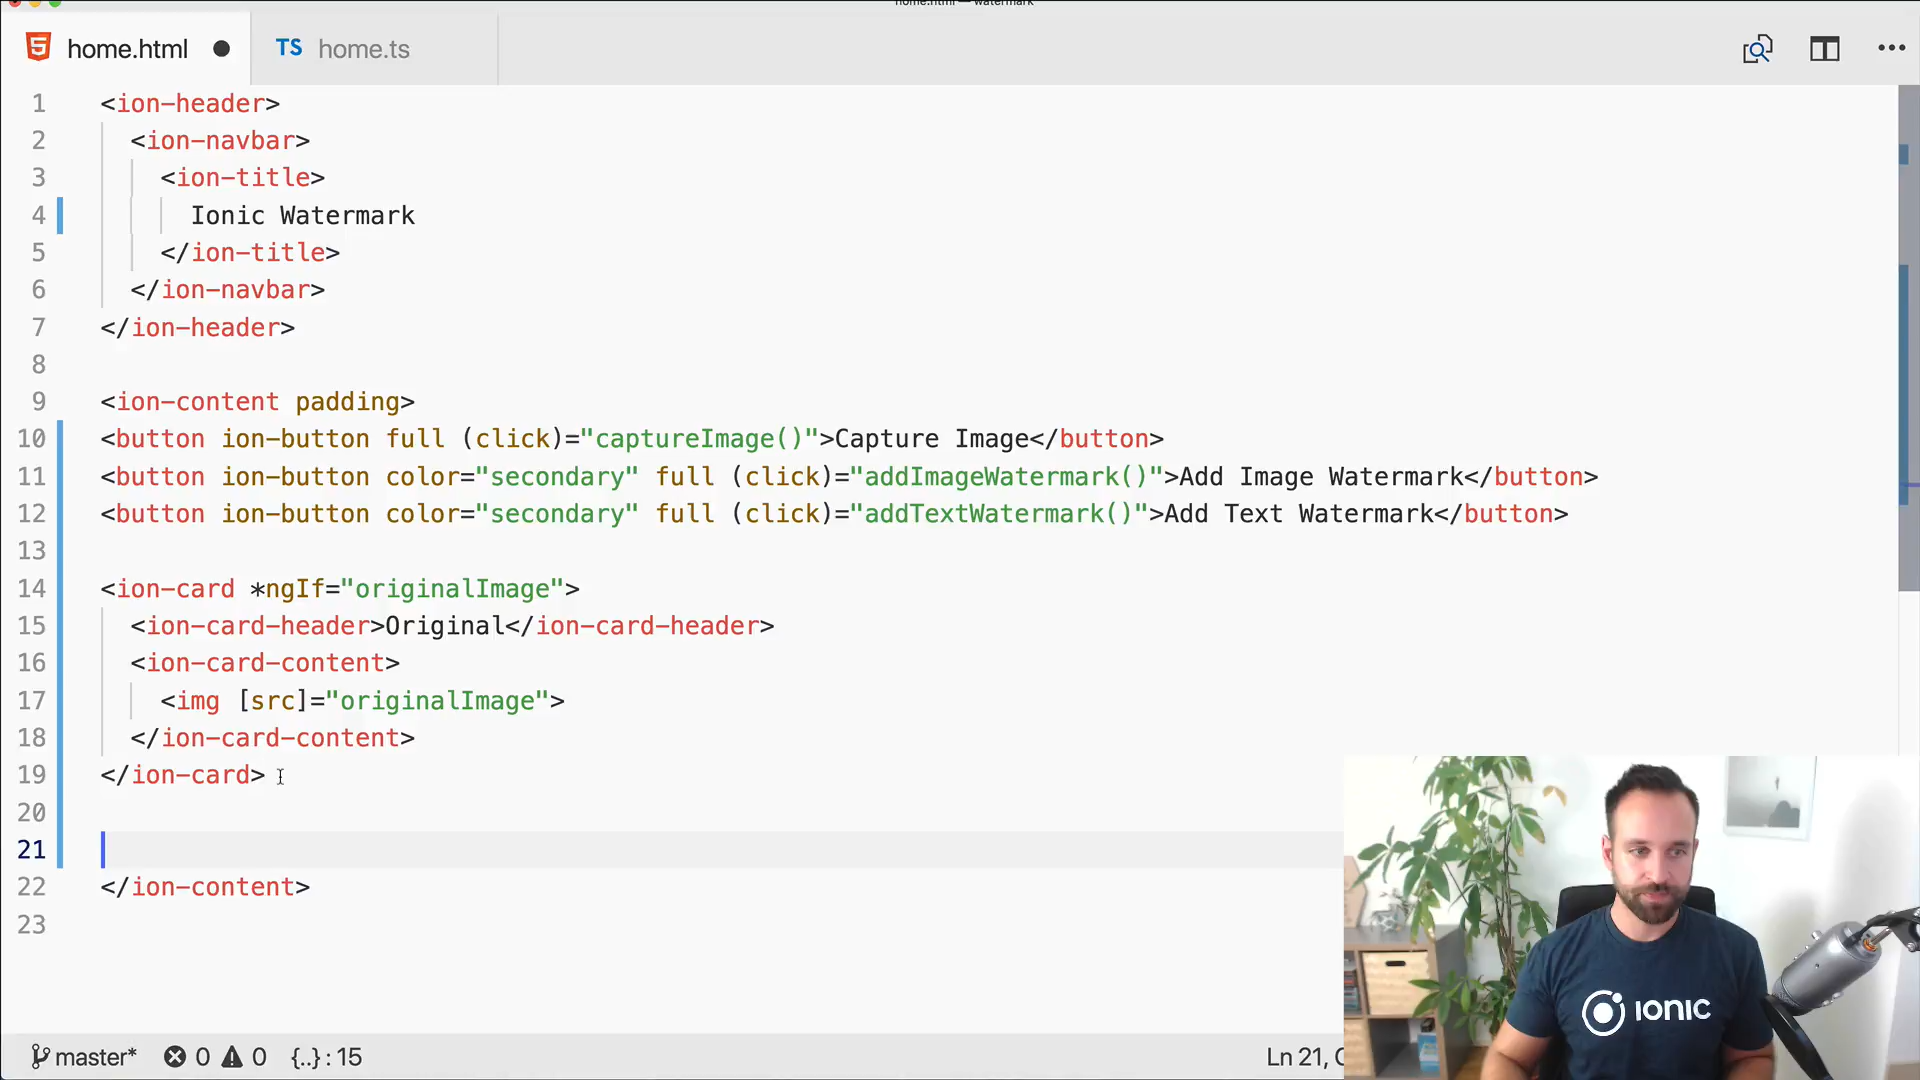 home.html — watermark
home.html ●
TS home.ts
1 <ion-header>
2 <ion-navbar>
3 <ion-title>
4 Ionic Watermark
5 </ion-title>
6 </ion-navbar>
7 </ion-header>
8
9 <ion-content padding>
10 <button ion-button full (click)="captureImage()">Capture Image</button>
11 <button ion-button color="secondary" full (click)="addImageWatermark()">Add Image Watermark</button>
12 <button ion-button color="secondary" full (click)="addTextWatermark()">Add Text Watermark</button>
13
14 <ion-card *ngIf="originalImage">
15 <ion-card-header>Original</ion-card-header>
16 <ion-card-content>
17 <img [src]="originalImage">
18 </ion-card-content>
19 </ion-card>
20
21
22 </ion-content>
23
IONIC
master* 0 0 {..} : 15 Ln 21,